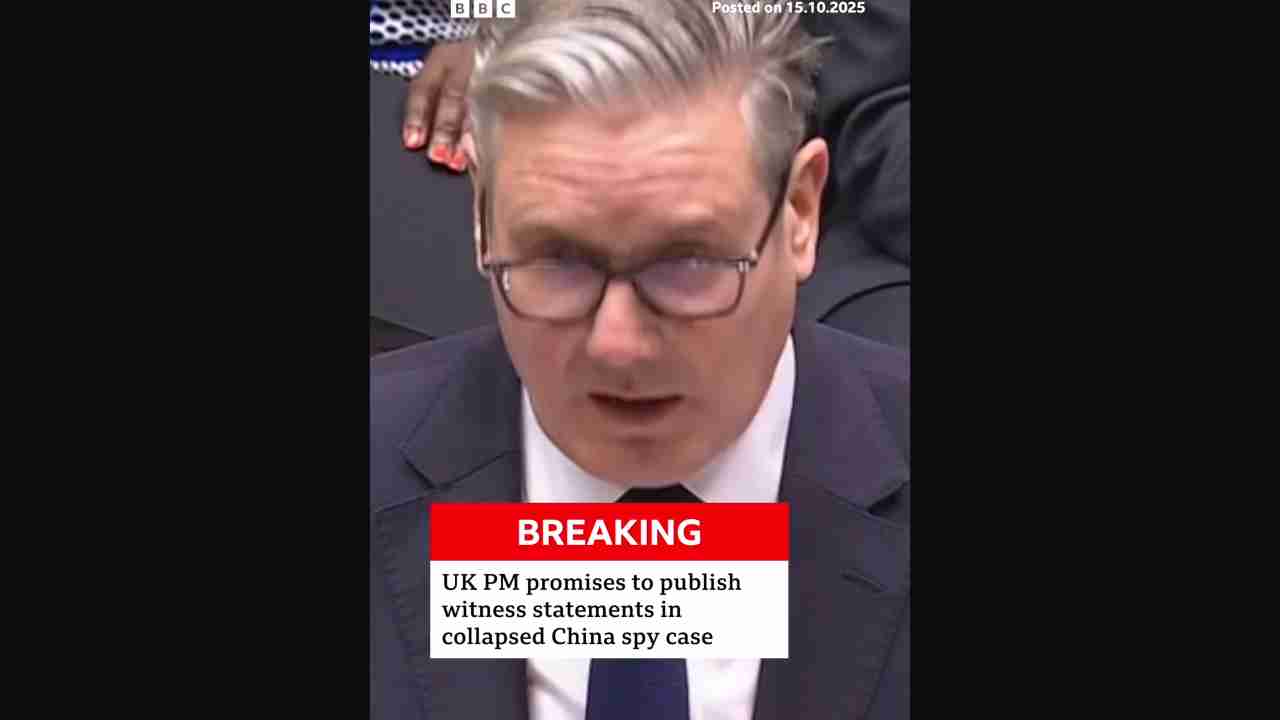 BBC
Posted on 15.10.2025
BREAKING
UK PM promises to publish
witness statements in
collapsed China spy case